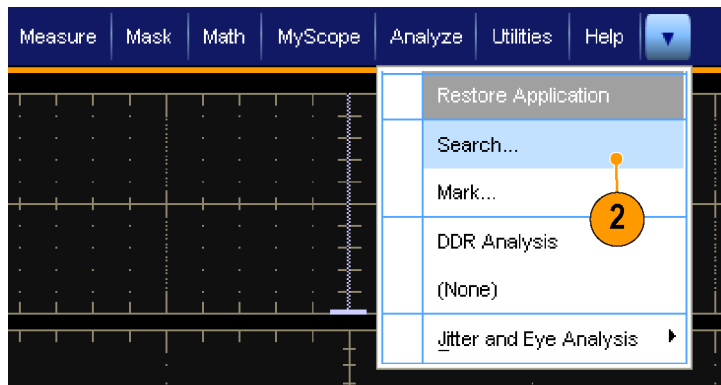 Measure Mask Math MyScope Analyze Utilities Help
Restore Application
Search...
Mark...
2
DDR Analysis
(None)
Jitter and Eye Analysis